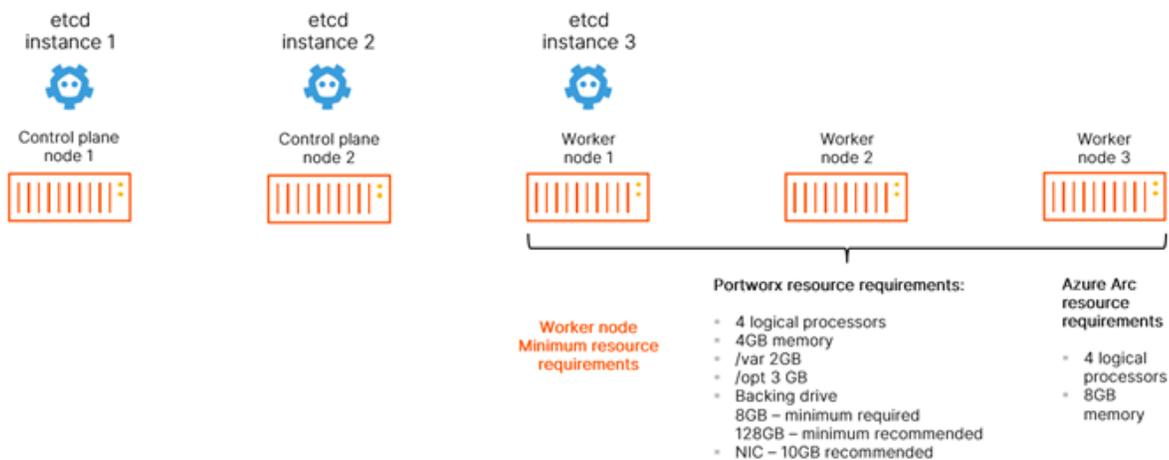 etcd
instance 1
etcd
instance 2
etcd
instance 3
Control plane
node 1
Control plane
node 2
Worker
node 1
Worker
node 2
Worker
node 3
Worker node
Minimum resource
requirements
Portworx resource requirements:
4 logical processors
4GB memory
/var 2GB
/opt 3 GB
Backing drive
8GB – minimum required
128GB – minimum recommended
NIC – 10GB recommended
Azure Arc
resource
requirements
4 logical
processors
8GB
memory